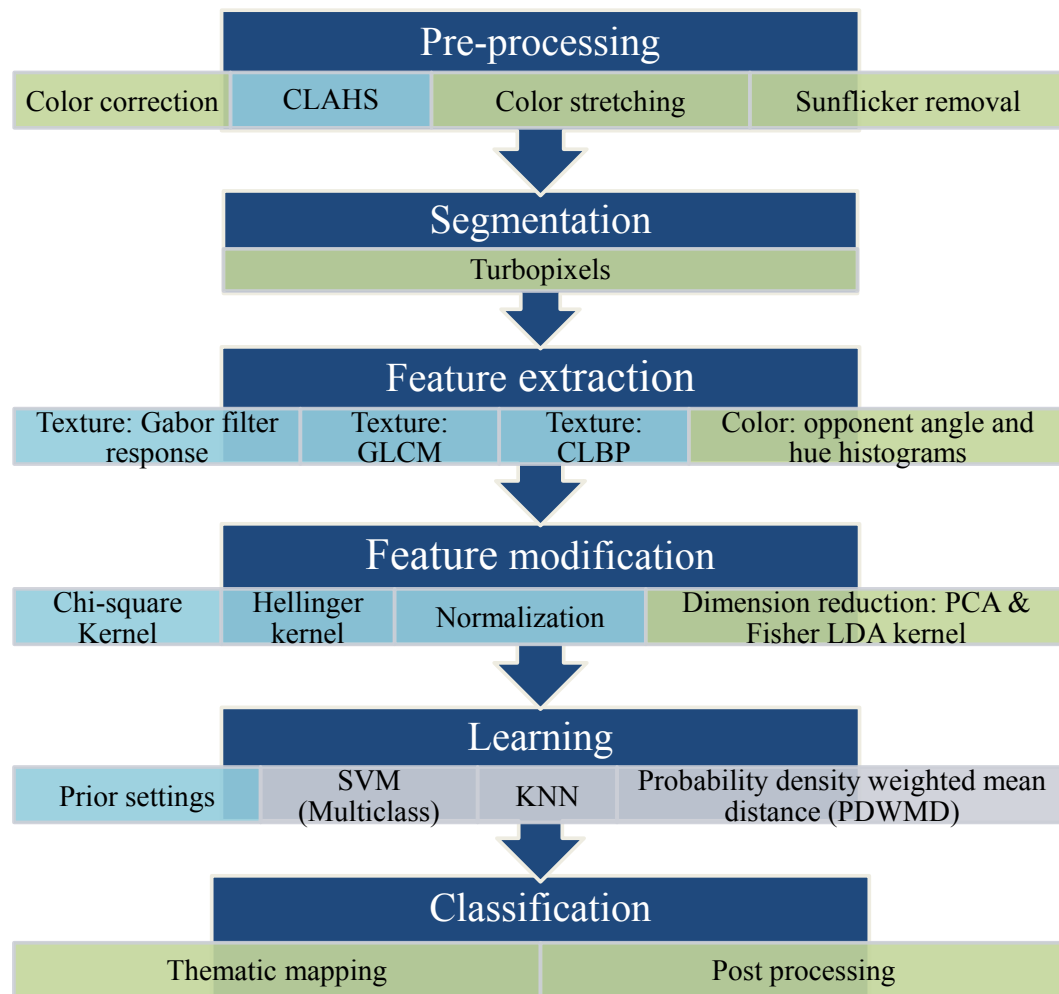 Pre-processing
Color correction
CLAHS
Color stretching
Sunflicker removal
Segmentation
Turbopixels
Feature extraction
Texture: Gabor filter
response
Texture:
GLCM
Texture:
CLBP
Color: opponent angle and
hue histograms
Feature modification
Chi-square
Kernel
Hellinger
kernel
Normalization
Dimension reduction: PCA &
Fisher LDA kernel
Learning
Prior settings
SVM
(Multiclass)
KNN
Probability density weighted mean
distance (PDWMD)
Classification
Thematic mapping
Post processing